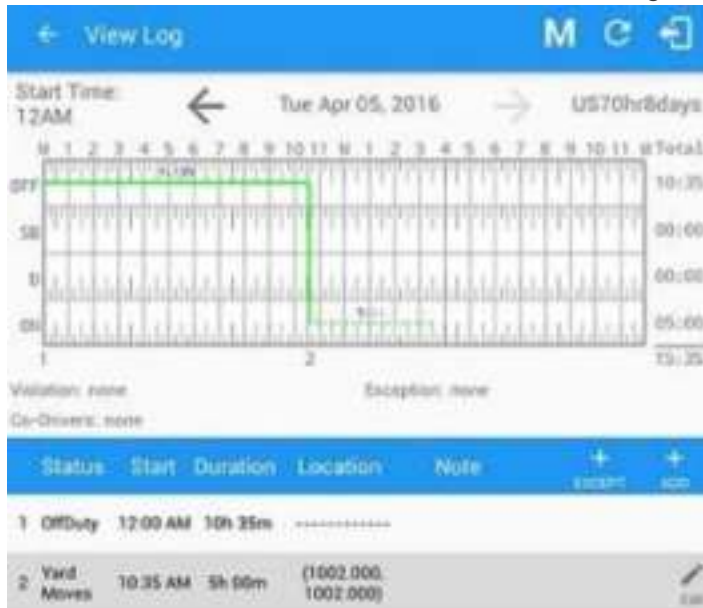 View Log
M
Start Time:
12AM
Tue Apr 05, 2016
US70hr8days
M 1 2 3 4 5 6 7 8 9 10 11 N 1 2 3 4 5 6 7 8 9 10 11 M Total
OFF 10:35
SB 00:00
D 00:00
ON 05:00
1 2 15:35
Violation: none Exception: none
Co-Drivers: none
Status Start Duration Location Note
EXCEPT ADD
1 OffDuty 12:00 AM 10h 35m ------------
2 Yard Moves 10:35 AM 5h 00m (1002.000, 1002.000)
Edit